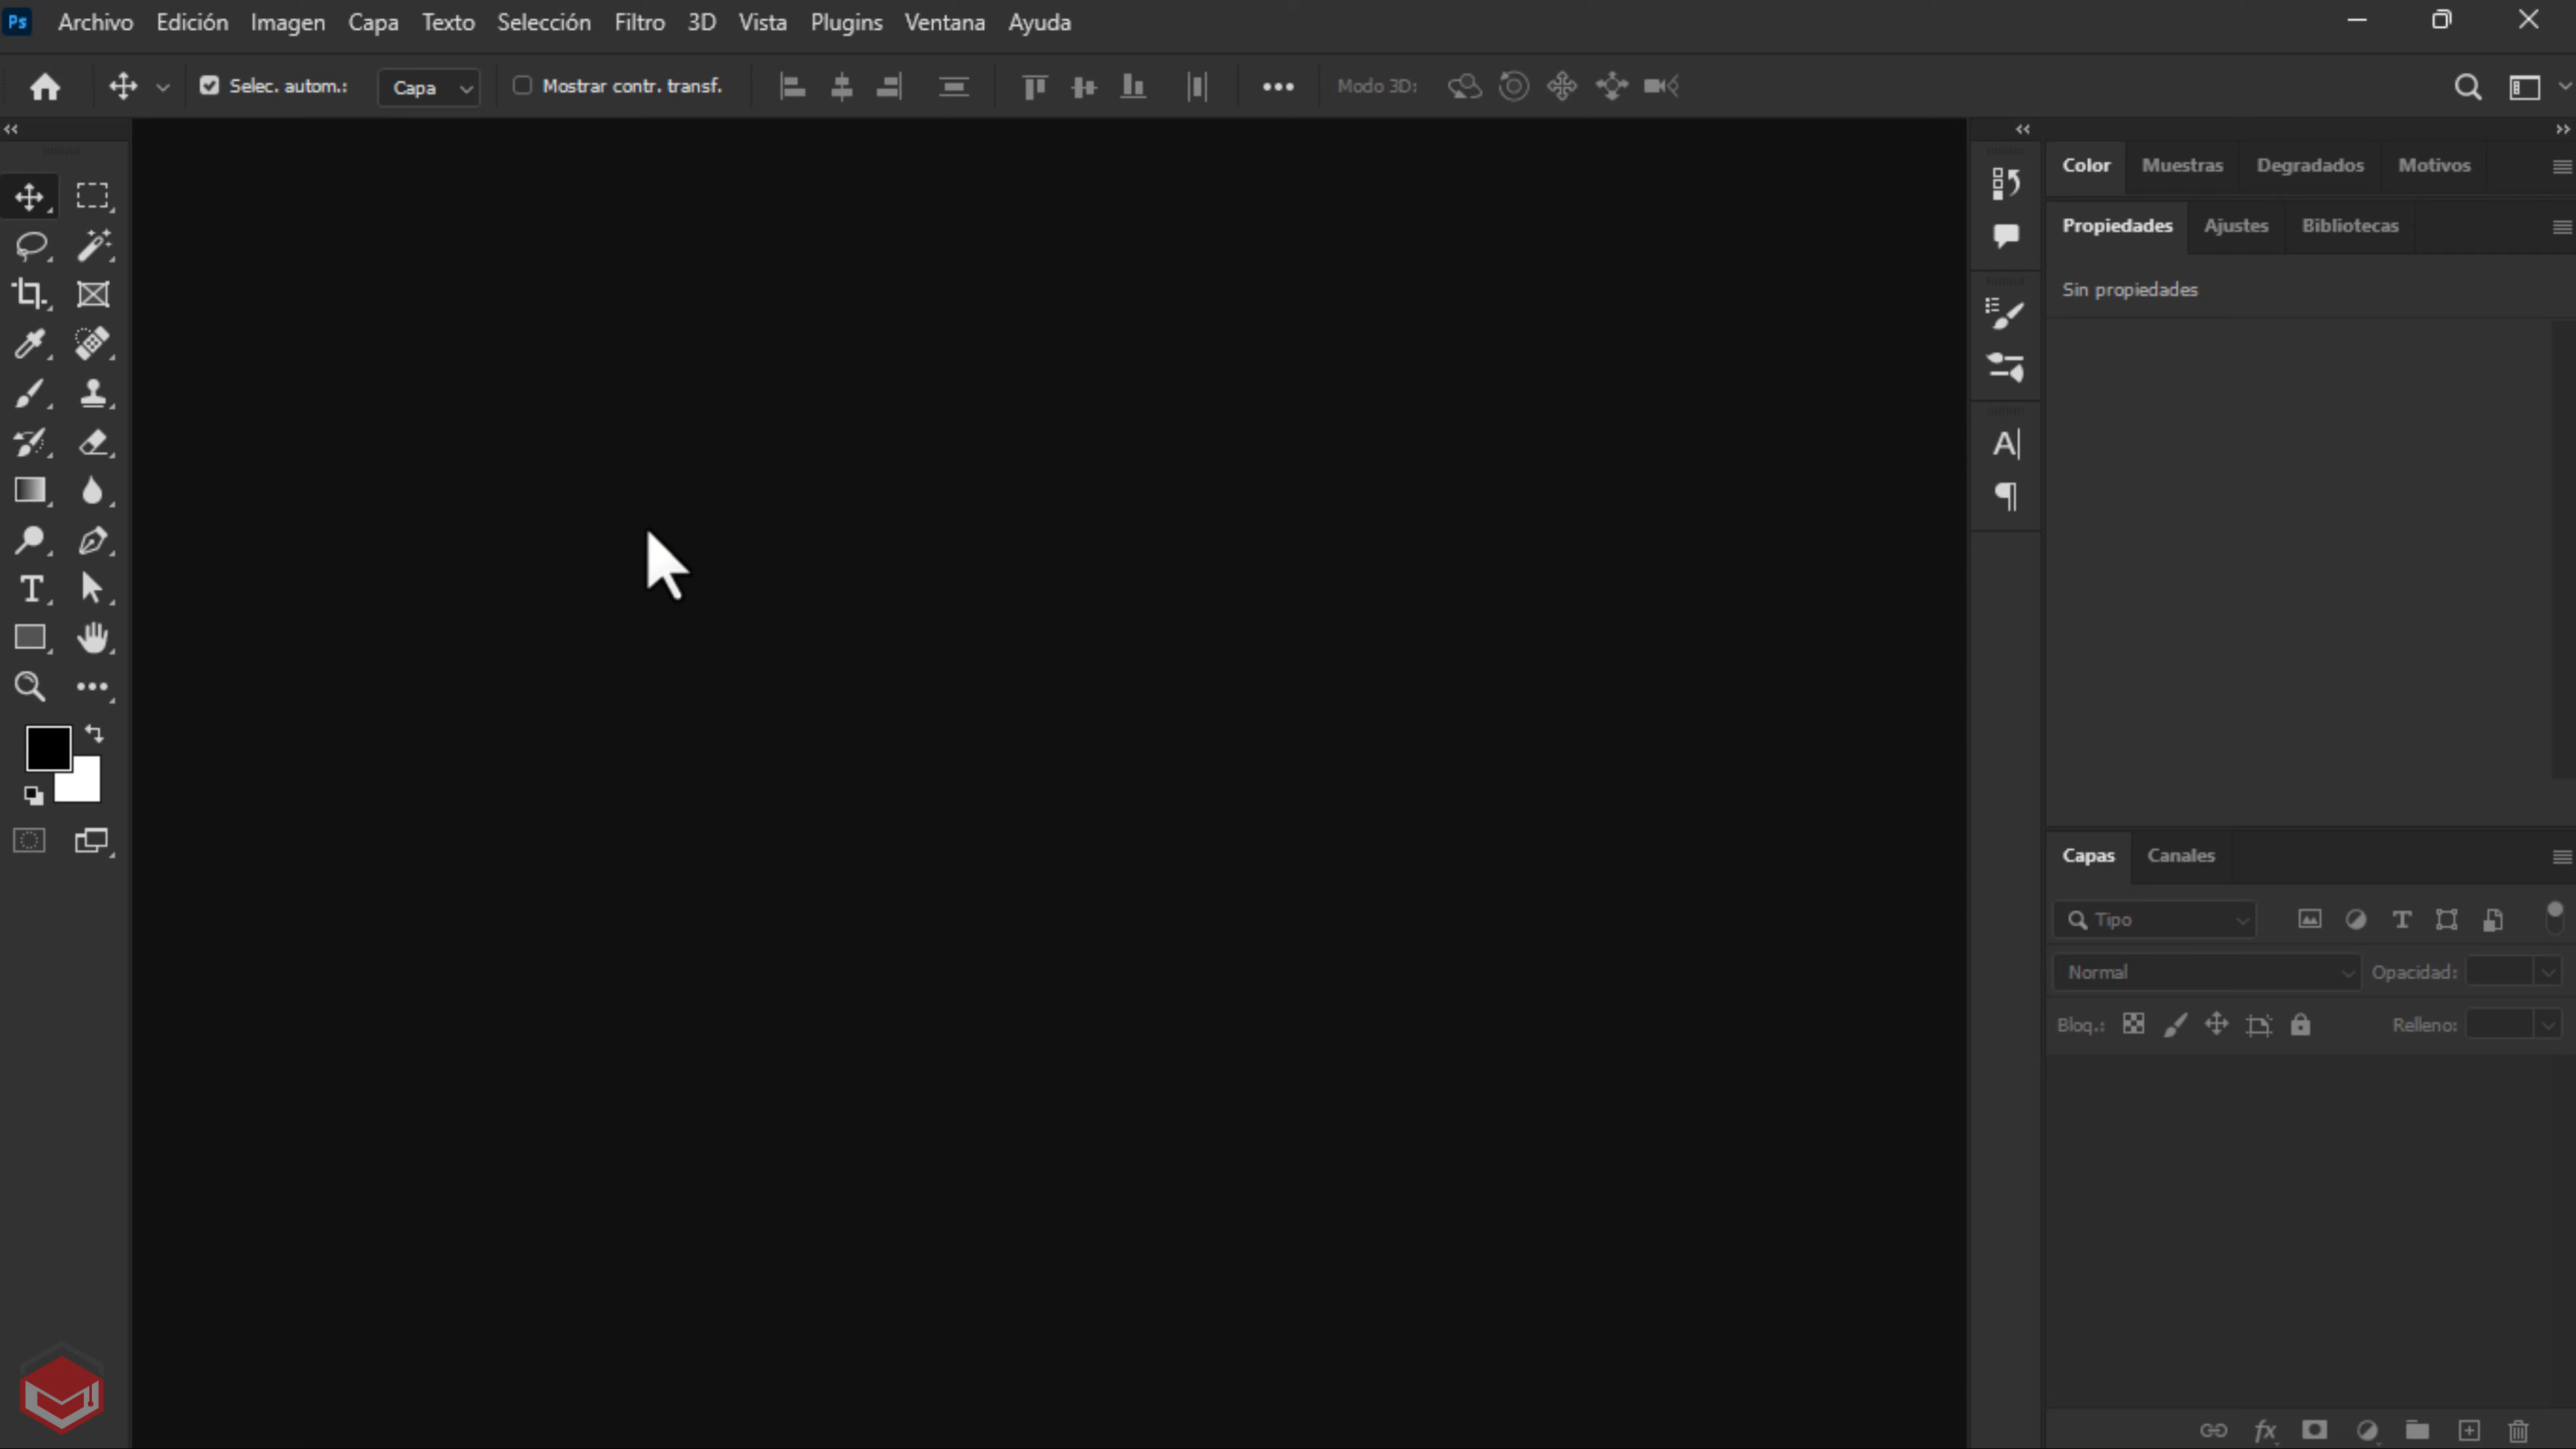 Ps Archivo Edición Imagen Capa Texto Selección Filtro 3D Vista Plugins Ventana Ayuda
Selec. autom.: Capa Mostrar contr. transf. Modo 3D:
Color Muestras Degradados Motivos
Propiedades Ajustes Bibliotecas
Sin propiedades
Capas Canales
Tipo
Normal Opacidad:
Bloq.: Relleno: